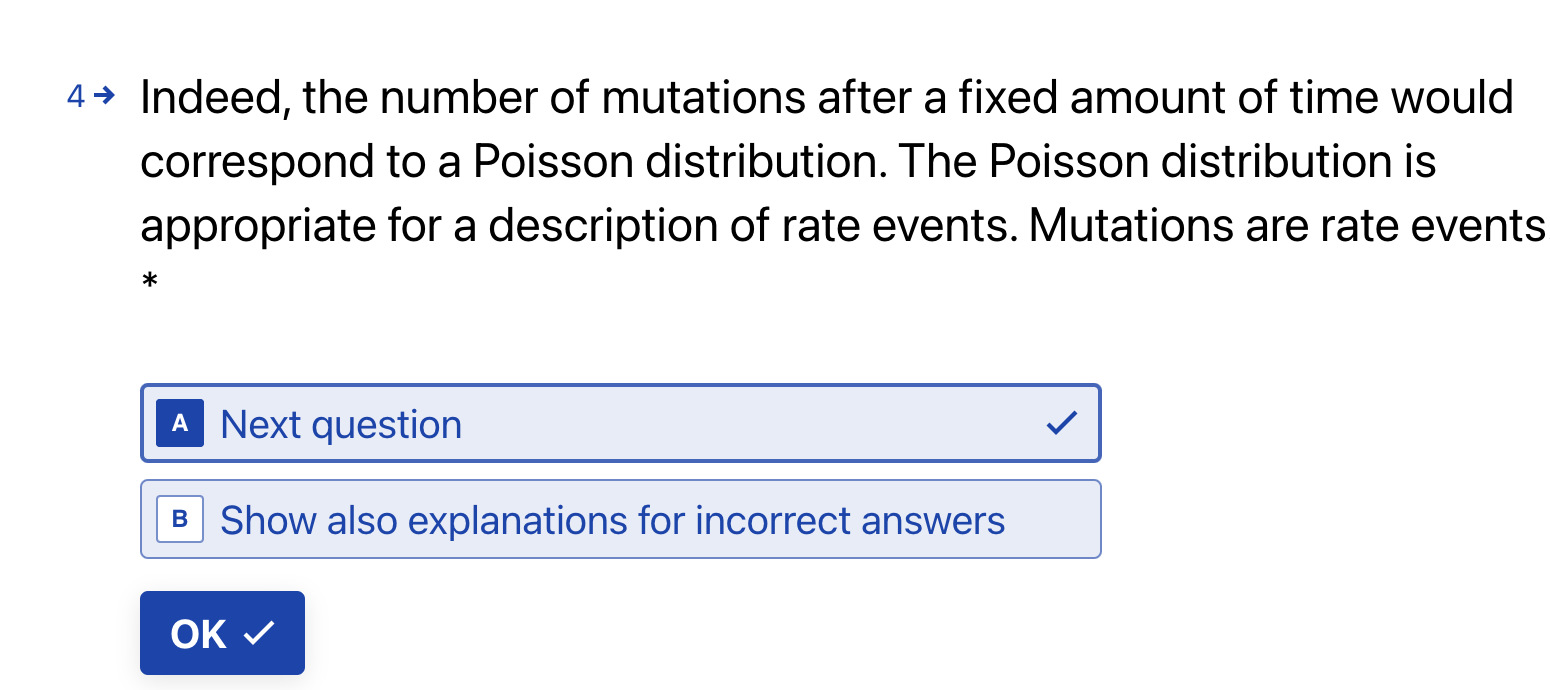 4→ Indeed, the number of mutations after a fixed amount of time would
correspond to a Poisson distribution. The Poisson distribution is
appropriate for a description of rate events. Mutations are rate events
*
A Next question
B Show also explanations for incorrect answers
OK